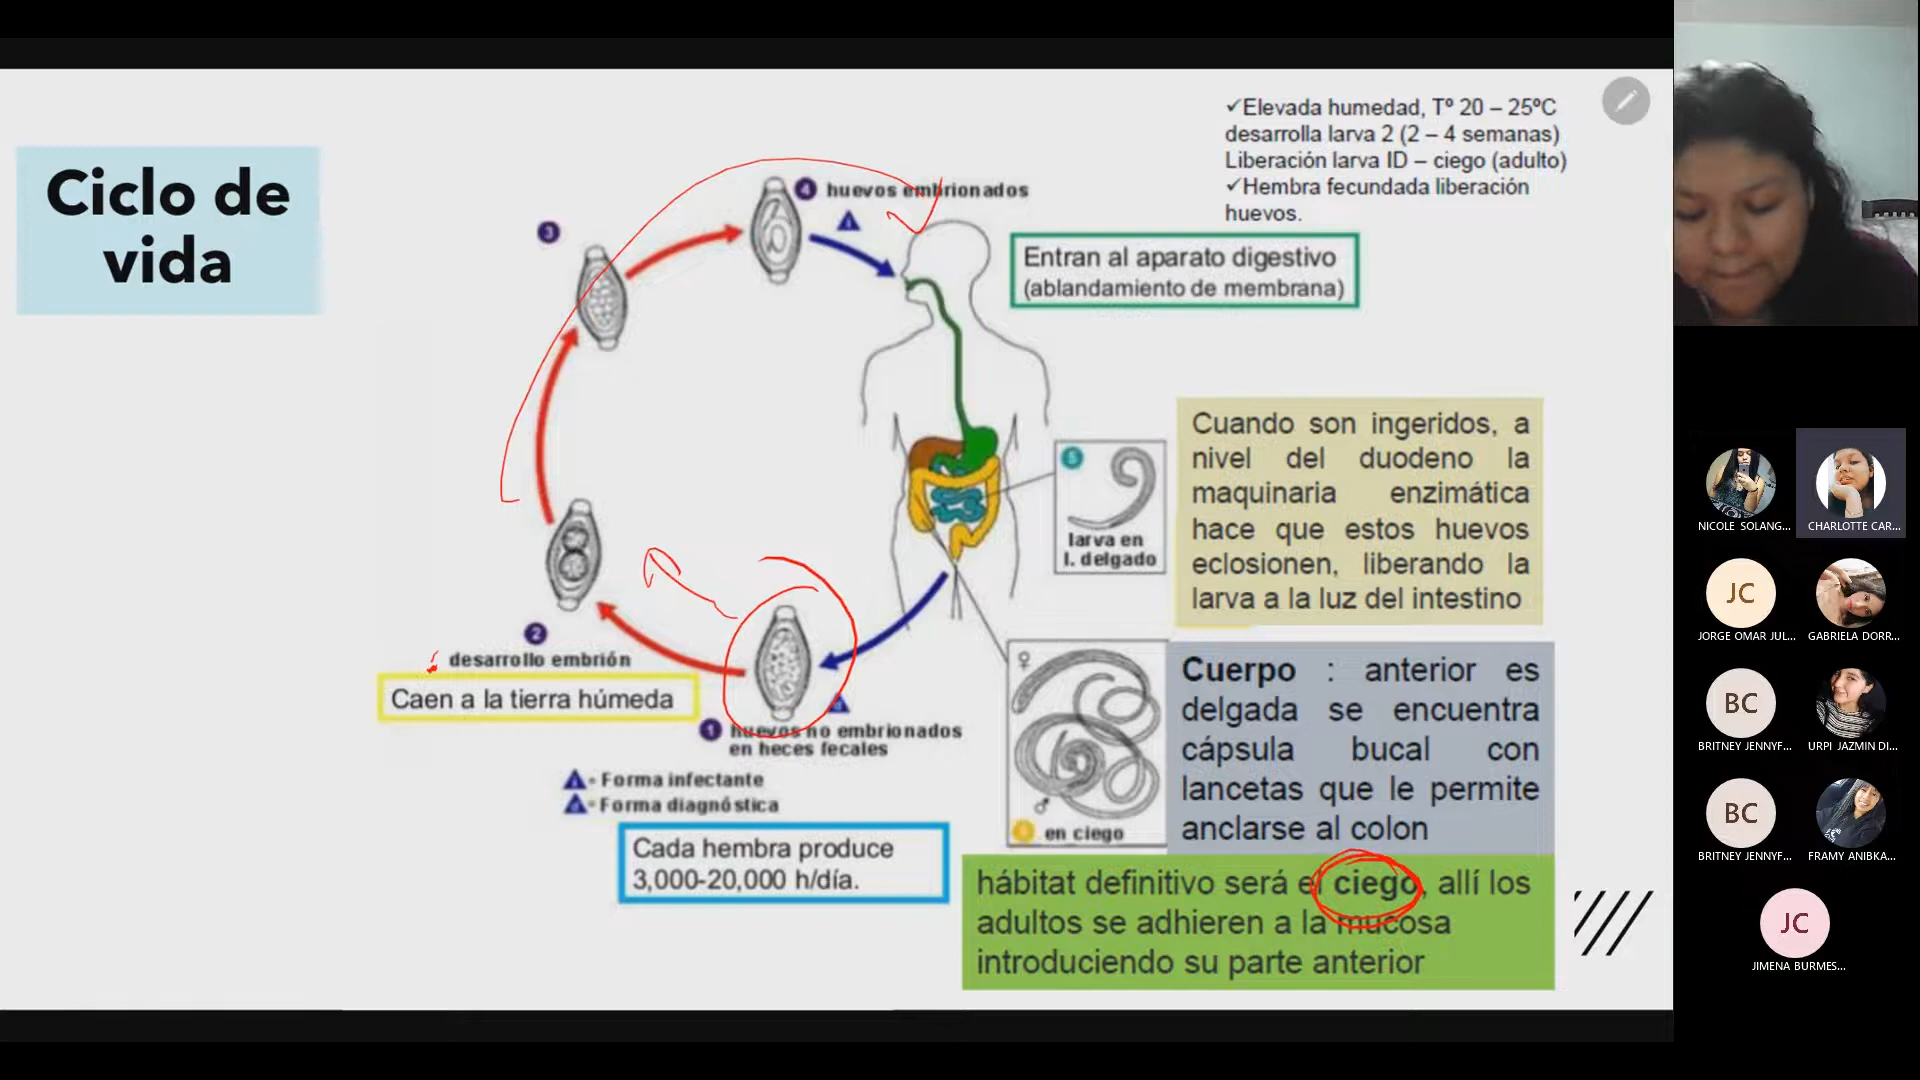 Ciclo de
vida
✓Elevada humedad, Tº 20 – 25ºC
desarrolla larva 2 (2 – 4 semanas)
Liberación larva ID – ciego (adulto)
✓Hembra fecundada liberación
huevos.
4 huevos embrionados
i
3
Entran al aparato digestivo
(ablandamiento de membrana)
Cuando son ingeridos, a
nivel del duodeno la
maquinaria enzimática
hace que estos huevos
eclosionen, liberando la
larva a la luz del intestino
5
larva en
I. delgado
2
desarrollo embrión
Caen a la tierra húmeda
d
1 huevos no embrionados
en heces fecales
i - Forma infectante
d - Forma diagnóstica
Cada hembra produce
3,000-20,000 h/día.
♀
♂
6 en ciego
Cuerpo : anterior es
delgada se encuentra
cápsula bucal con
lancetas que le permite
anclarse al colon
hábitat definitivo será el ciego, allí los
adultos se adhieren a la mucosa
introduciendo su parte anterior
NICOLE SOLANG...
CHARLOTTE CAR...
JC
JORGE OMAR JUL...
GABRIELA DORR...
BC
BRITNEY JENNYF...
URPI JAZMIN DI...
BC
BRITNEY JENNYF...
FRAMY ANIBKA...
JC
JIMENA BURMES...